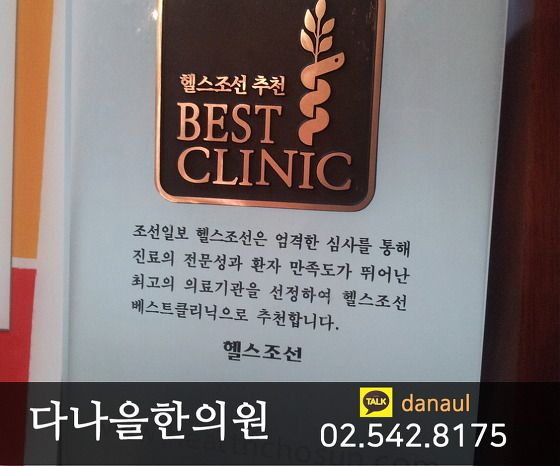 헬스조선 추천
BEST
CLINIC
조선일보 헬스조선은 엄격한 심사를 통해
진료의 전문성과 환자 만족도가 뛰어난
최고의 의료기관을 선정하여 헬스조선
베스트클리닉으로 추천합니다.
헬스조선
다나을한의원
TALK danaul
02.542.8175